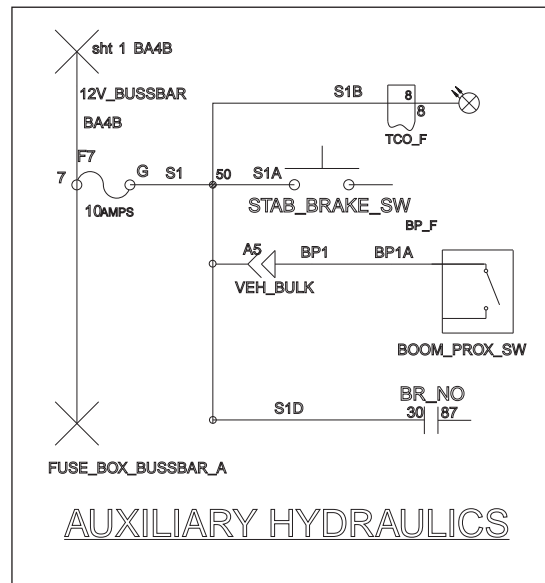 sht 1 BA4B
12V_BUSSBAR
BA4B
S1B
8
8
TCO_F
F7
7
G
S1
50
S1A
10AMPS
STAB_BRAKE_SW
BP_F
A5
BP1
BP1A
VEH_BULK
BOOM_PROX_SW
BR_NO
S1D
30
87
FUSE_BOX_BUSSBAR_A
AUXILIARY HYDRAULICS